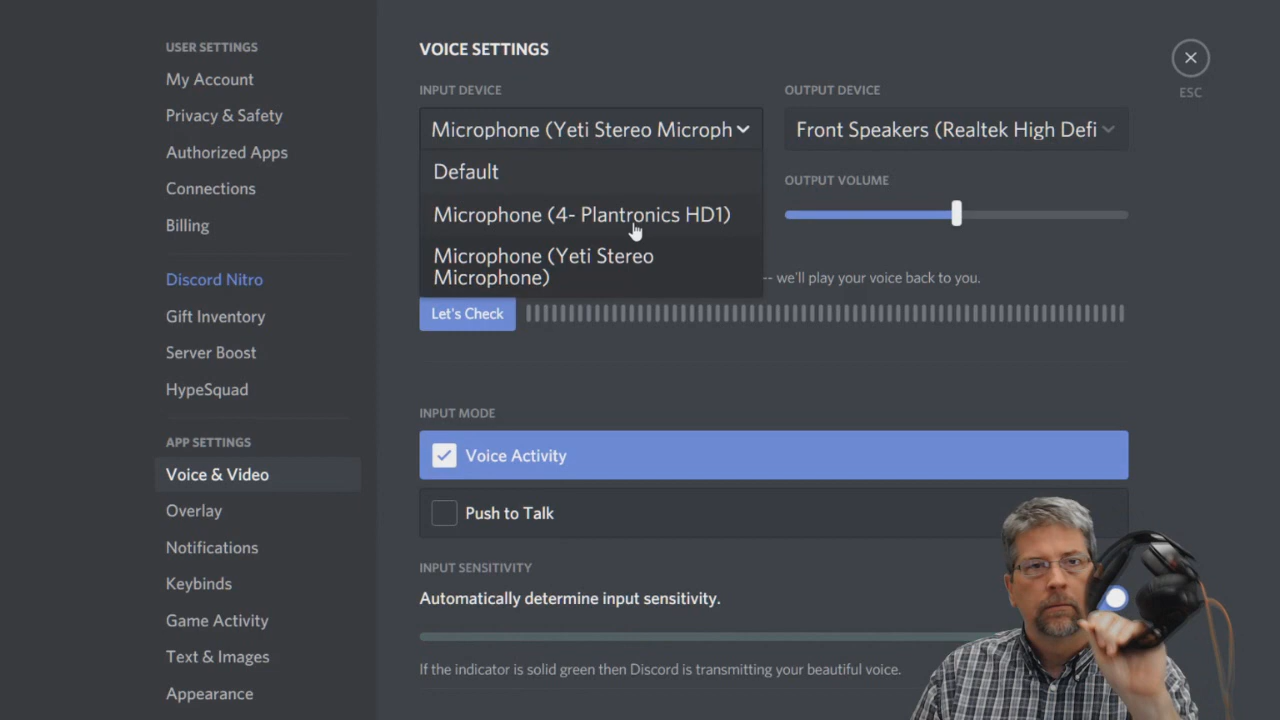 USER SETTINGS
My Account
Privacy & Safety
Authorized Apps
Connections
Billing
Discord Nitro
Gift Inventory
Server Boost
HypeSquad
APP SETTINGS
Voice & Video
Overlay
Notifications
Keybinds
Game Activity
Text & Images
Appearance
VOICE SETTINGS
INPUT DEVICE
Microphone (Yeti Stereo Microph
Default
Microphone (4- Plantronics HD1)
Microphone (Yeti Stereo
Microphone)
OUTPUT DEVICE
Front Speakers (Realtek High Defi
OUTPUT VOLUME
-- we'll play your voice back to you.
Let's Check
INPUT MODE
Voice Activity
Push to Talk
INPUT SENSITIVITY
Automatically determine input sensitivity.
If the indicator is solid green then Discord is transmitting your beautiful voice.
ESC